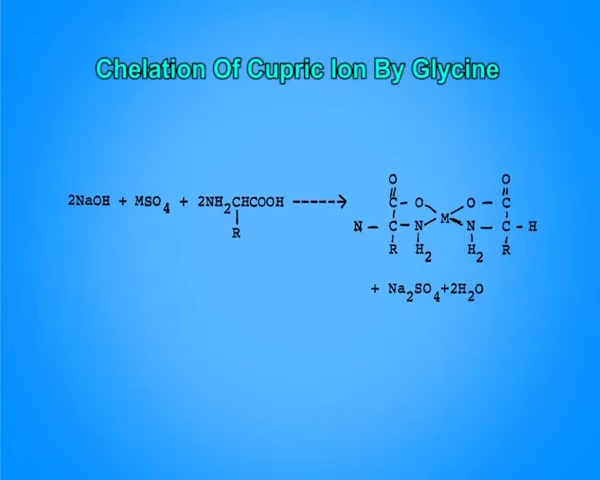 Chelation Of Cupric Ion By Glycine
O O
|| ||
C - O O - C
2NaOH + MSO4 + 2NH2CHCOOH ------> M
| N - C - N N - C - H
R R H2 H2 R
+ Na2SO4+2H2O